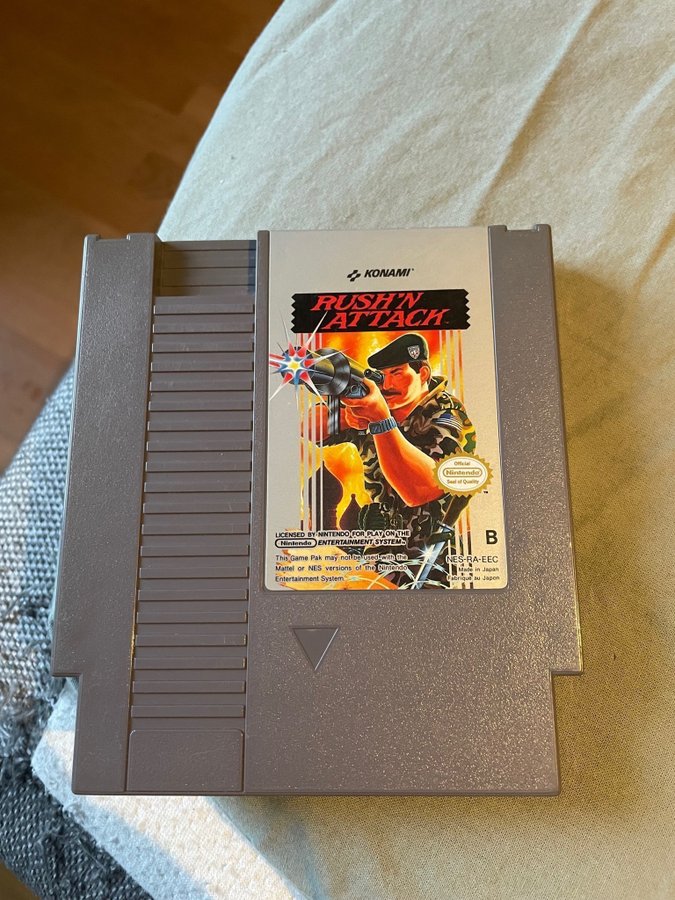 KONAMI
RUSH'N
ATTACK
Official
Nintendo
Seal of Quality
LICENSED BY NINTENDO FOR PLAY ON THE
Nintendo ENTERTAINMENT SYSTEM
This Game Pak may not be used with the
Mattel or NES versions of the Nintendo
Entertainment System.
B
NES-RA-EEC
Made in Japan
Fabriqué au Japon